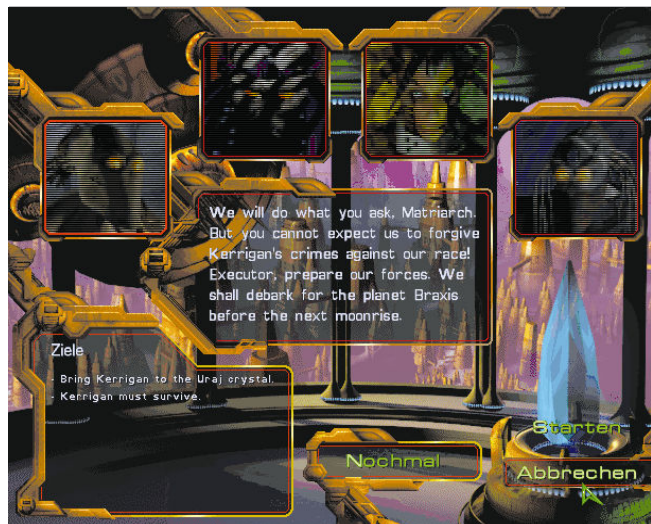 We will do what you ask, Matriarch.
But you cannot expect us to forgive
Kerrigan's crimes against our race!
Executor, prepare our forces. We
shall debark for the planet Braxis
before the next moonrise.
Ziele
- Bring Kerrigan to the Uraj crystal.
- Kerrigan must survive.
Starten
Nochmal
Abbrechen